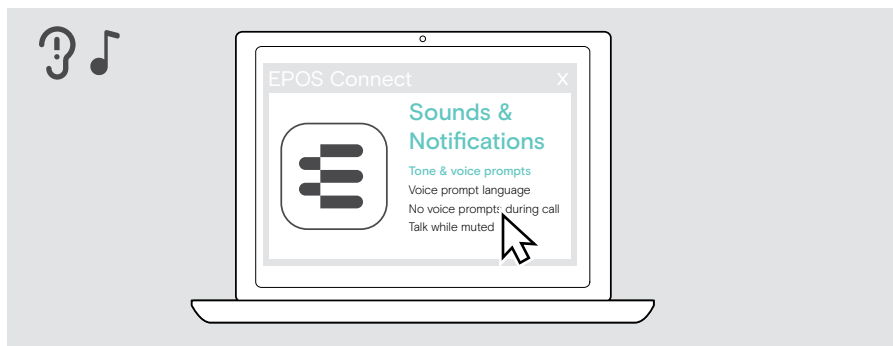 EPOS Connect X
Sounds &
Notifications
Tone & voice prompts
Voice prompt language
No voice prompts during call
Talk while muted